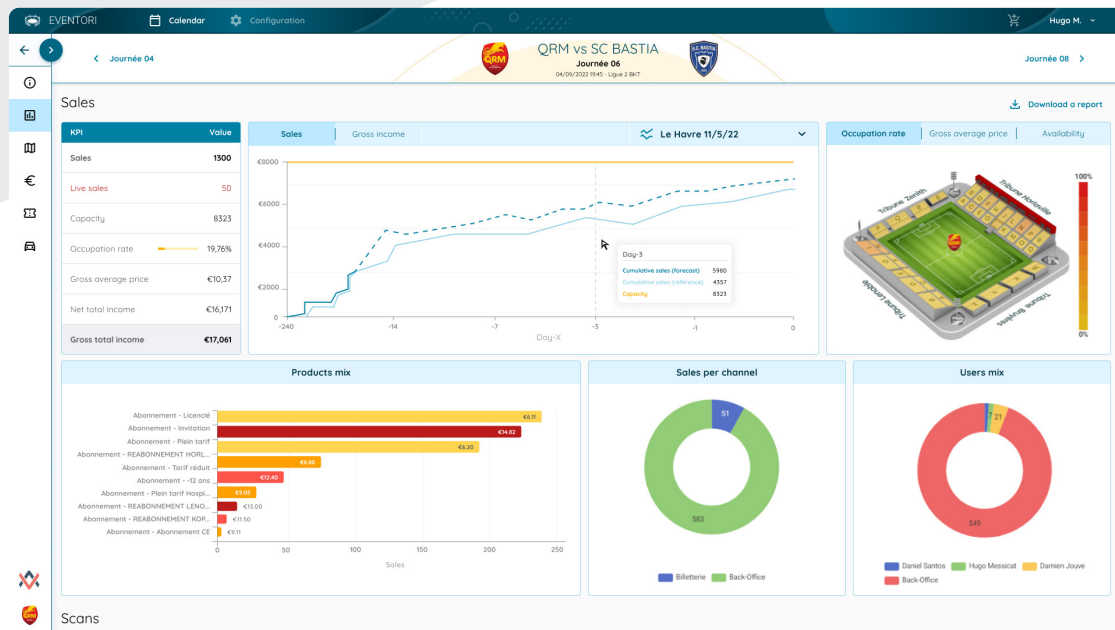 EVENTORI
Calendar
Configuration
Hugo M.
Journée 04
QRM
QRM vs SC BASTIA
Journée 06
04/09/2022 19:45 - Ligue 2 BKT
S.C. BASTIA
Journée 08
Sales
Download a report
KPI Value
Sales 1300
Live sales 50
Capacity 8323
Occupation rate 19,76%
Gross average price €10,37
Net total income €16,171
Gross total income €17,061
Sales
Gross income
Le Havre 11/5/22
€8000
€6000
€4000
€2000
0
-240 -14 -7 -3 -1 0
Day-X
Day-3
Cumulative sales (forecast) 5980
Cumulative sales (référence) 4357
Capacity 8323
Occupation rate
Gross average price
Availability
Tribune Zenith
Tribune Horlaville
Tribune Lenoble
Tribune Bruyères
100%
0%
Products mix
Abonnement - Licencié €6.11
Abonnement - Invitation €14.82
Abonnement - Plein tarif €6.20
Abonnement - REABONNEMENT HORL...
Abonnement - Tarif réduit
Abonnement - -12 ans €12.40
Abonnement - Plein tarif Hospi... €9.05
Abonnement - REABONNEMENT LENO... €15.00
Abonnement - REABONNEMENT KOP... €11.50
Abonnement - Abonnement CE €9.11
0 50 100 150 200 250
Sales
Sales per channel
51
583
Billetterie
Back-Office
Users mix
7
21
549
Daniel Santos
Hugo Messicat
Damien Jouve
Back-Office
QRM
Scans